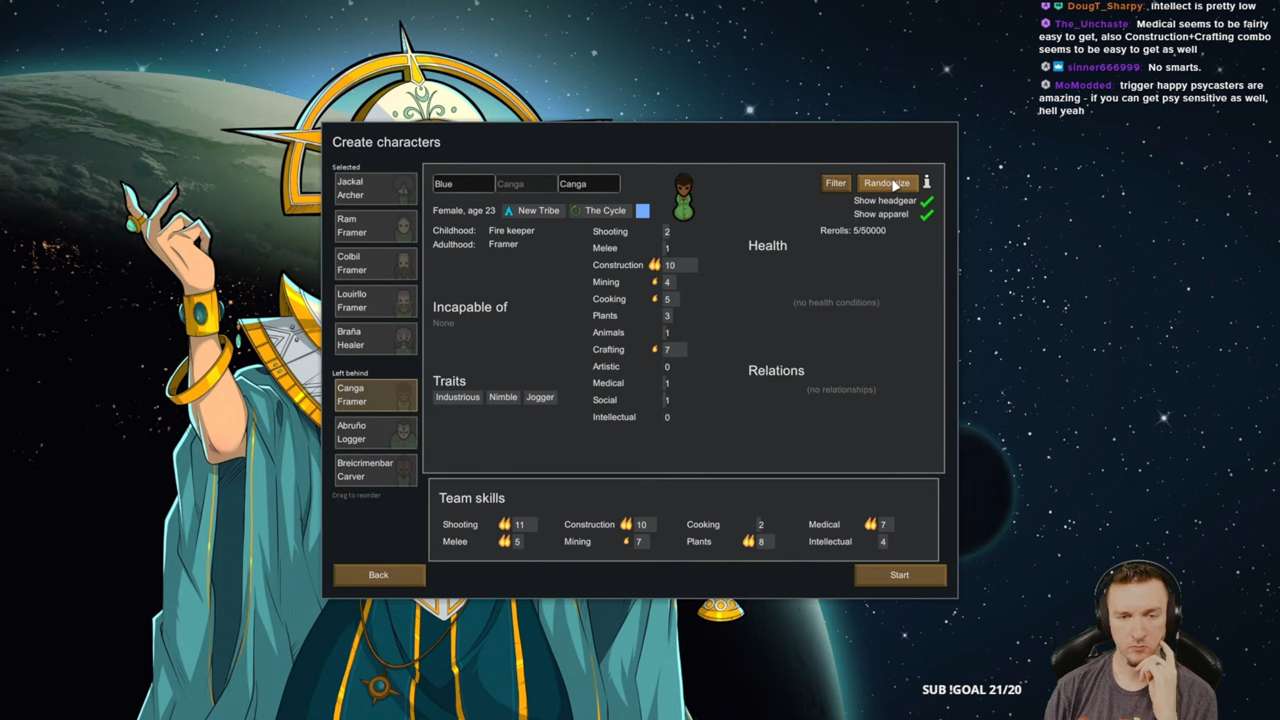 DougT_Sharpy: intellect is pretty low
The_Unchaste: Medical seems to be fairly
easy to get, also Construction+Crafting combo
seems to be easy to get as well
sinner666999: No smarts.
MoModded: trigger happy psycasters are
amazing - if you can get psy sensitive as well,
hell yeah
Create characters
Selected
Jackal
Archer
Ram
Framer
Colbil
Framer
Louirllo
Framer
Braña
Healer
Left behind
Canga
Framer
Abruño
Logger
Breicrimenbar
Carver
Drag to reorder
Blue Canga Canga
Filter Randomize
Show headgear
Show apparel
Rerolls: 5/50000
Female, age 23 New Tribe The Cycle
Childhood: Fire keeper
Adulthood: Framer
Incapable of
None
Traits
Industrious Nimble Jogger
Shooting 2
Melee 1
Construction 10
Mining 4
Cooking 5
Plants 3
Animals 1
Crafting 7
Artistic 0
Medical 1
Social 1
Intellectual 0
Health
(no health conditions)
Relations
(no relationships)
Team skills
Shooting 11 Construction 10 Cooking 2 Medical 7
Melee 5 Mining 7 Plants 8 Intellectual 4
Back Start
SUB !GOAL 21/20